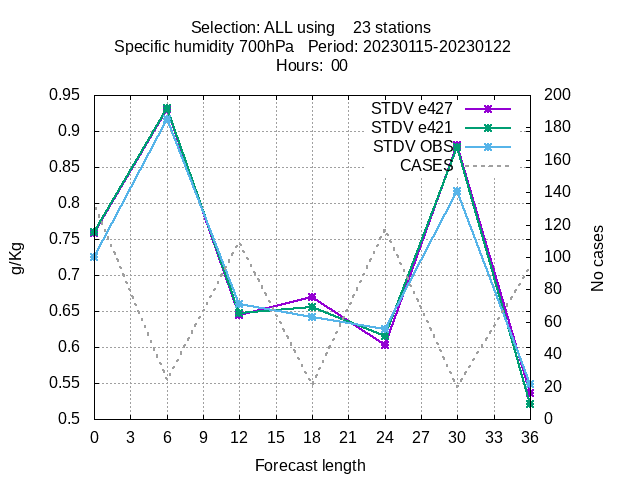 Selection: ALL using 23 stations
Specific humidity 700hPa Period: 20230115-20230122
Hours: 00
0.95
0.9
0.85
0.8
0.75
0.7
0.65
0.6
0.55
0.5
g/Kg
STDV e427
STDV e421
STDV OBS
CASES
200
180
160
140
120
100
80
60
40
20
0
No cases
0 3 6 9 12 15 18 21 24 27 30 33 36
Forecast length